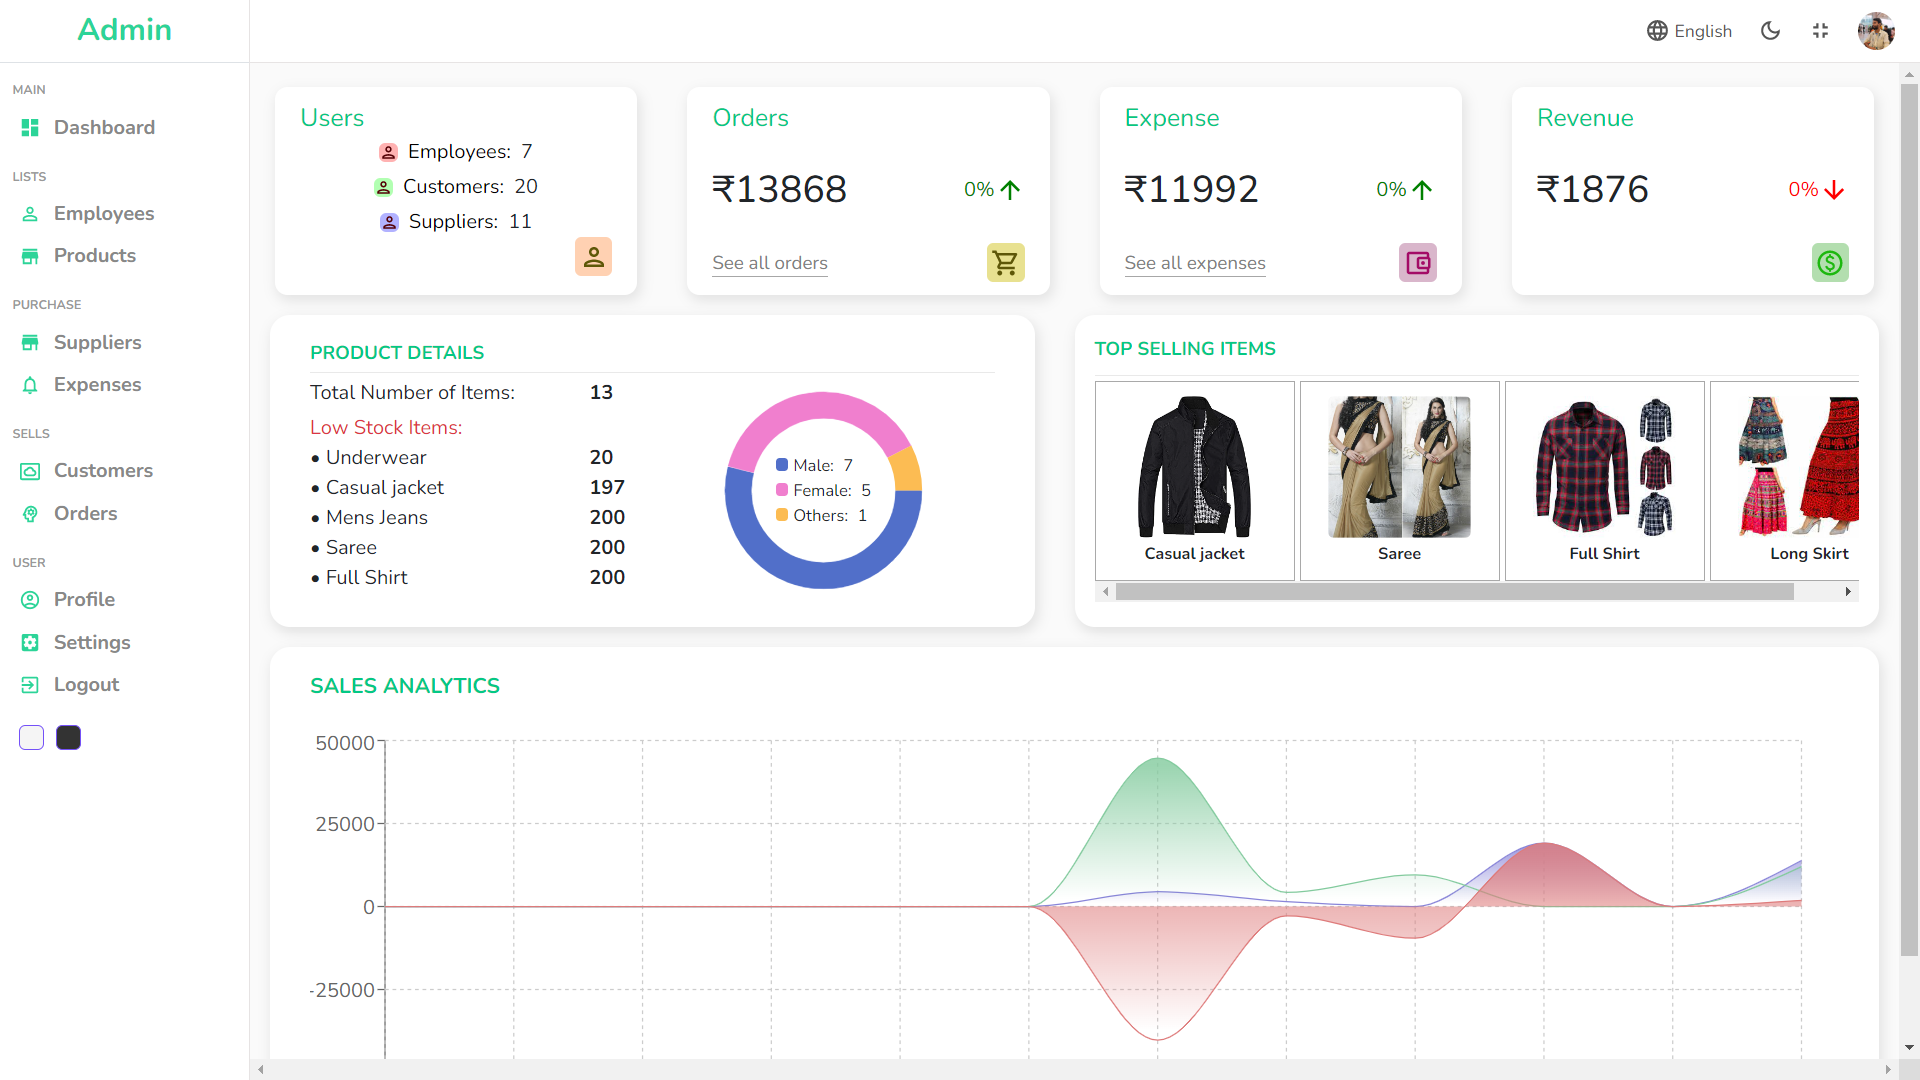 Admin
English
MAIN
Dashboard
LISTS
Employees
Products
PURCHASE
Suppliers
Expenses
SELLS
Customers
Orders
USER
Profile
Settings
Logout
Users
Employees: 7
Customers: 20
Suppliers: 11
Orders
₹13868
0%
See all orders
Expense
₹11992
0%
See all expenses
Revenue
₹1876
0%
PRODUCT DETAILS
Total Number of Items: 13
Low Stock Items:
• Underwear 20
• Casual jacket 197
• Mens Jeans 200
• Saree 200
• Full Shirt 200
Male: 7
Female: 5
Others: 1
TOP SELLING ITEMS
Casual jacket
Saree
Full Shirt
Long Skirt
SALES ANALYTICS
50000
25000
0
-25000